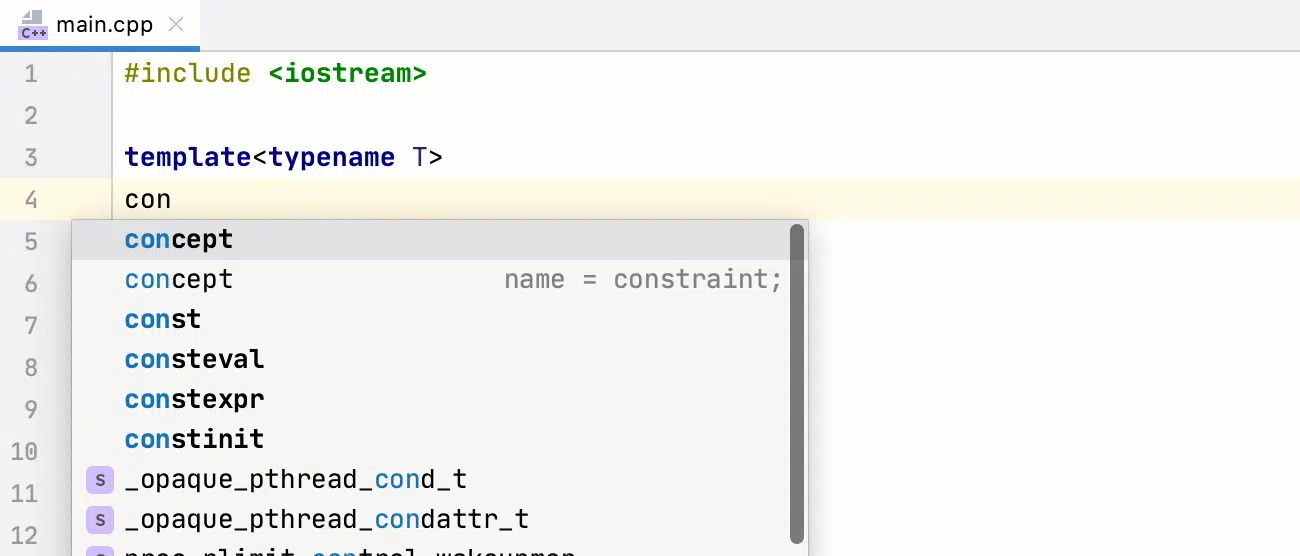 C++ main.cpp
1 #include <iostream>
2
3 template<typename T>
4 con
5 concept
6 concept name = constraint;
7 const
8 consteval
9 constexpr
10 constinit
11 s _opaque_pthread_cond_t
12 s _opaque_pthread_condattr_t